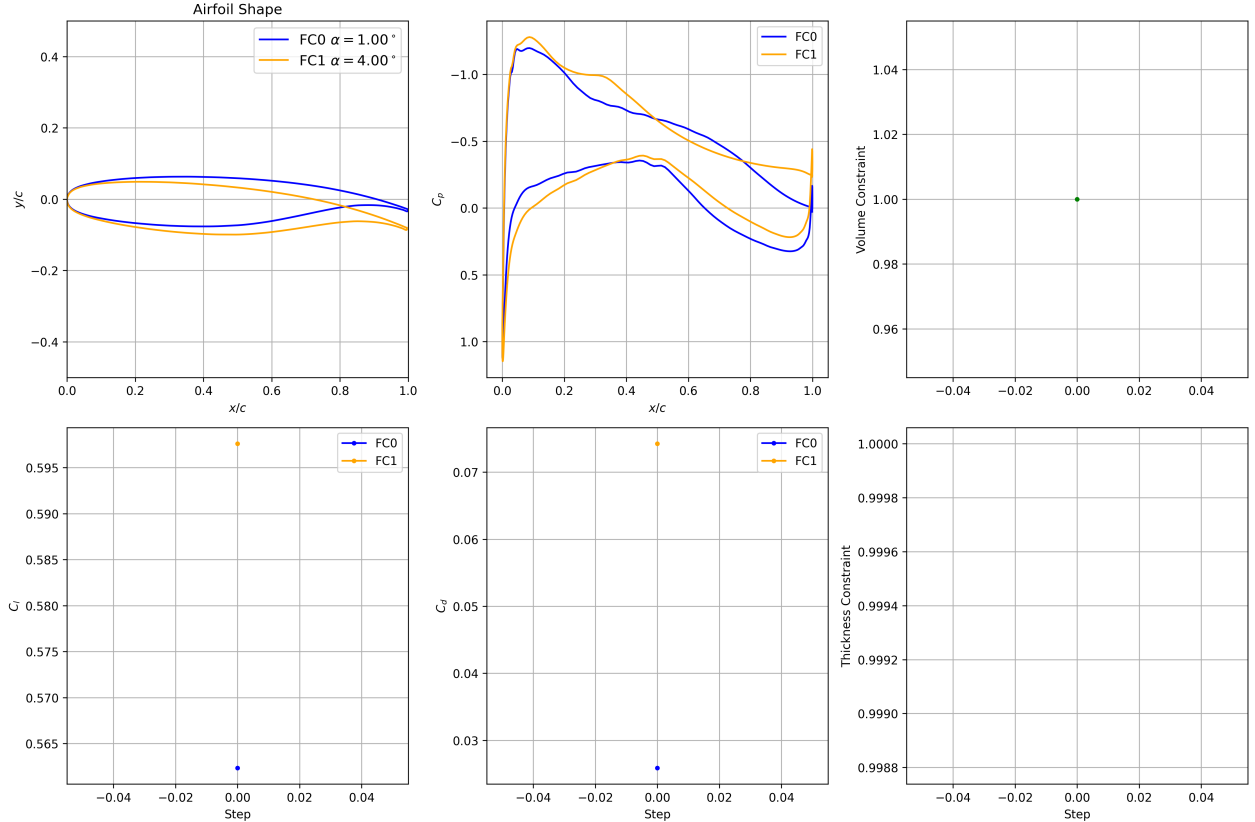 Airfoil Shape
y/c
0.4
0.2
0.0
−0.2
−0.4
FC0 α = 1.00°
FC1 α = 4.00°
0.0 0.2 0.4 0.6 0.8 1.0
x/c
C_p
−1.0
−0.5
0.0
0.5
1.0
FC0
FC1
0.0 0.2 0.4 0.6 0.8 1.0
x/c
Volume Constraint
1.04
1.02
1.00
0.98
0.96
−0.04 −0.02 0.00 0.02 0.04
C_l
0.595
0.590
0.585
0.580
0.575
0.570
0.565
FC0
FC1
−0.04 −0.02 0.00 0.02 0.04
Step
C_d
0.07
0.06
0.05
0.04
0.03
FC0
FC1
−0.04 −0.02 0.00 0.02 0.04
Step
Thickness Constraint
1.0000
0.9998
0.9996
0.9994
0.9992
0.9990
0.9988
−0.04 −0.02 0.00 0.02 0.04
Step